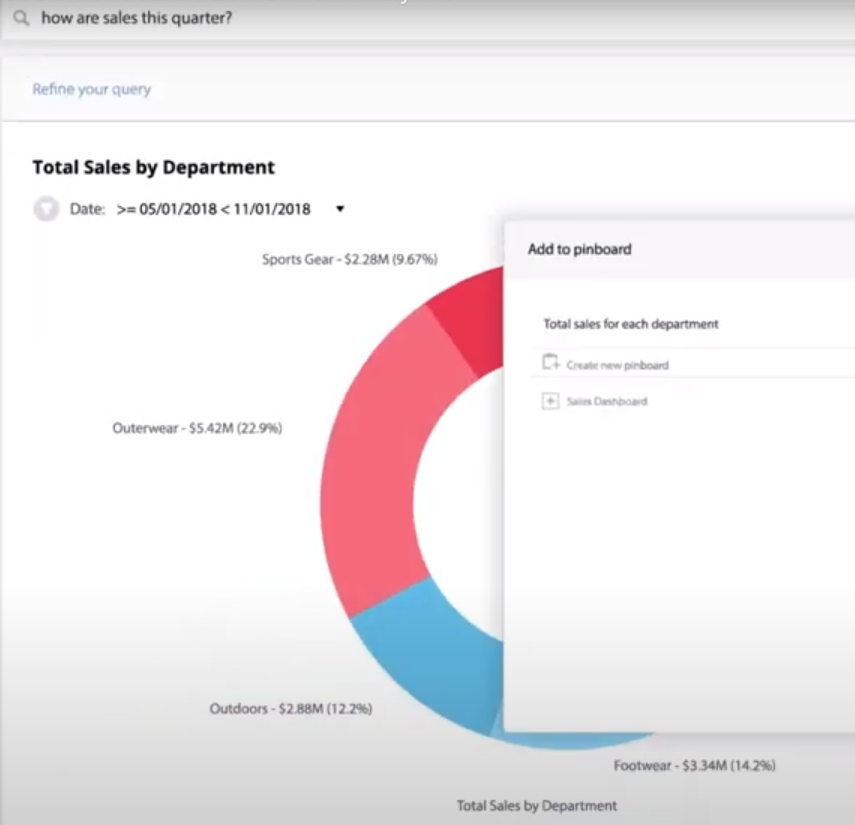 how are sales this quarter?
Refine your query
Total Sales by Department
Date: >= 05/01/2018 < 11/01/2018
Add to pinboard
Sports Gear - $2.28M (9.67%)
Total sales for each department
Create new pinboard
Sales Dashboard
Outerwear - $5.42M (22.9%)
Outdoors - $2.88M (12.2%)
Footwear - $3.34M (14.2%)
Total Sales by Department